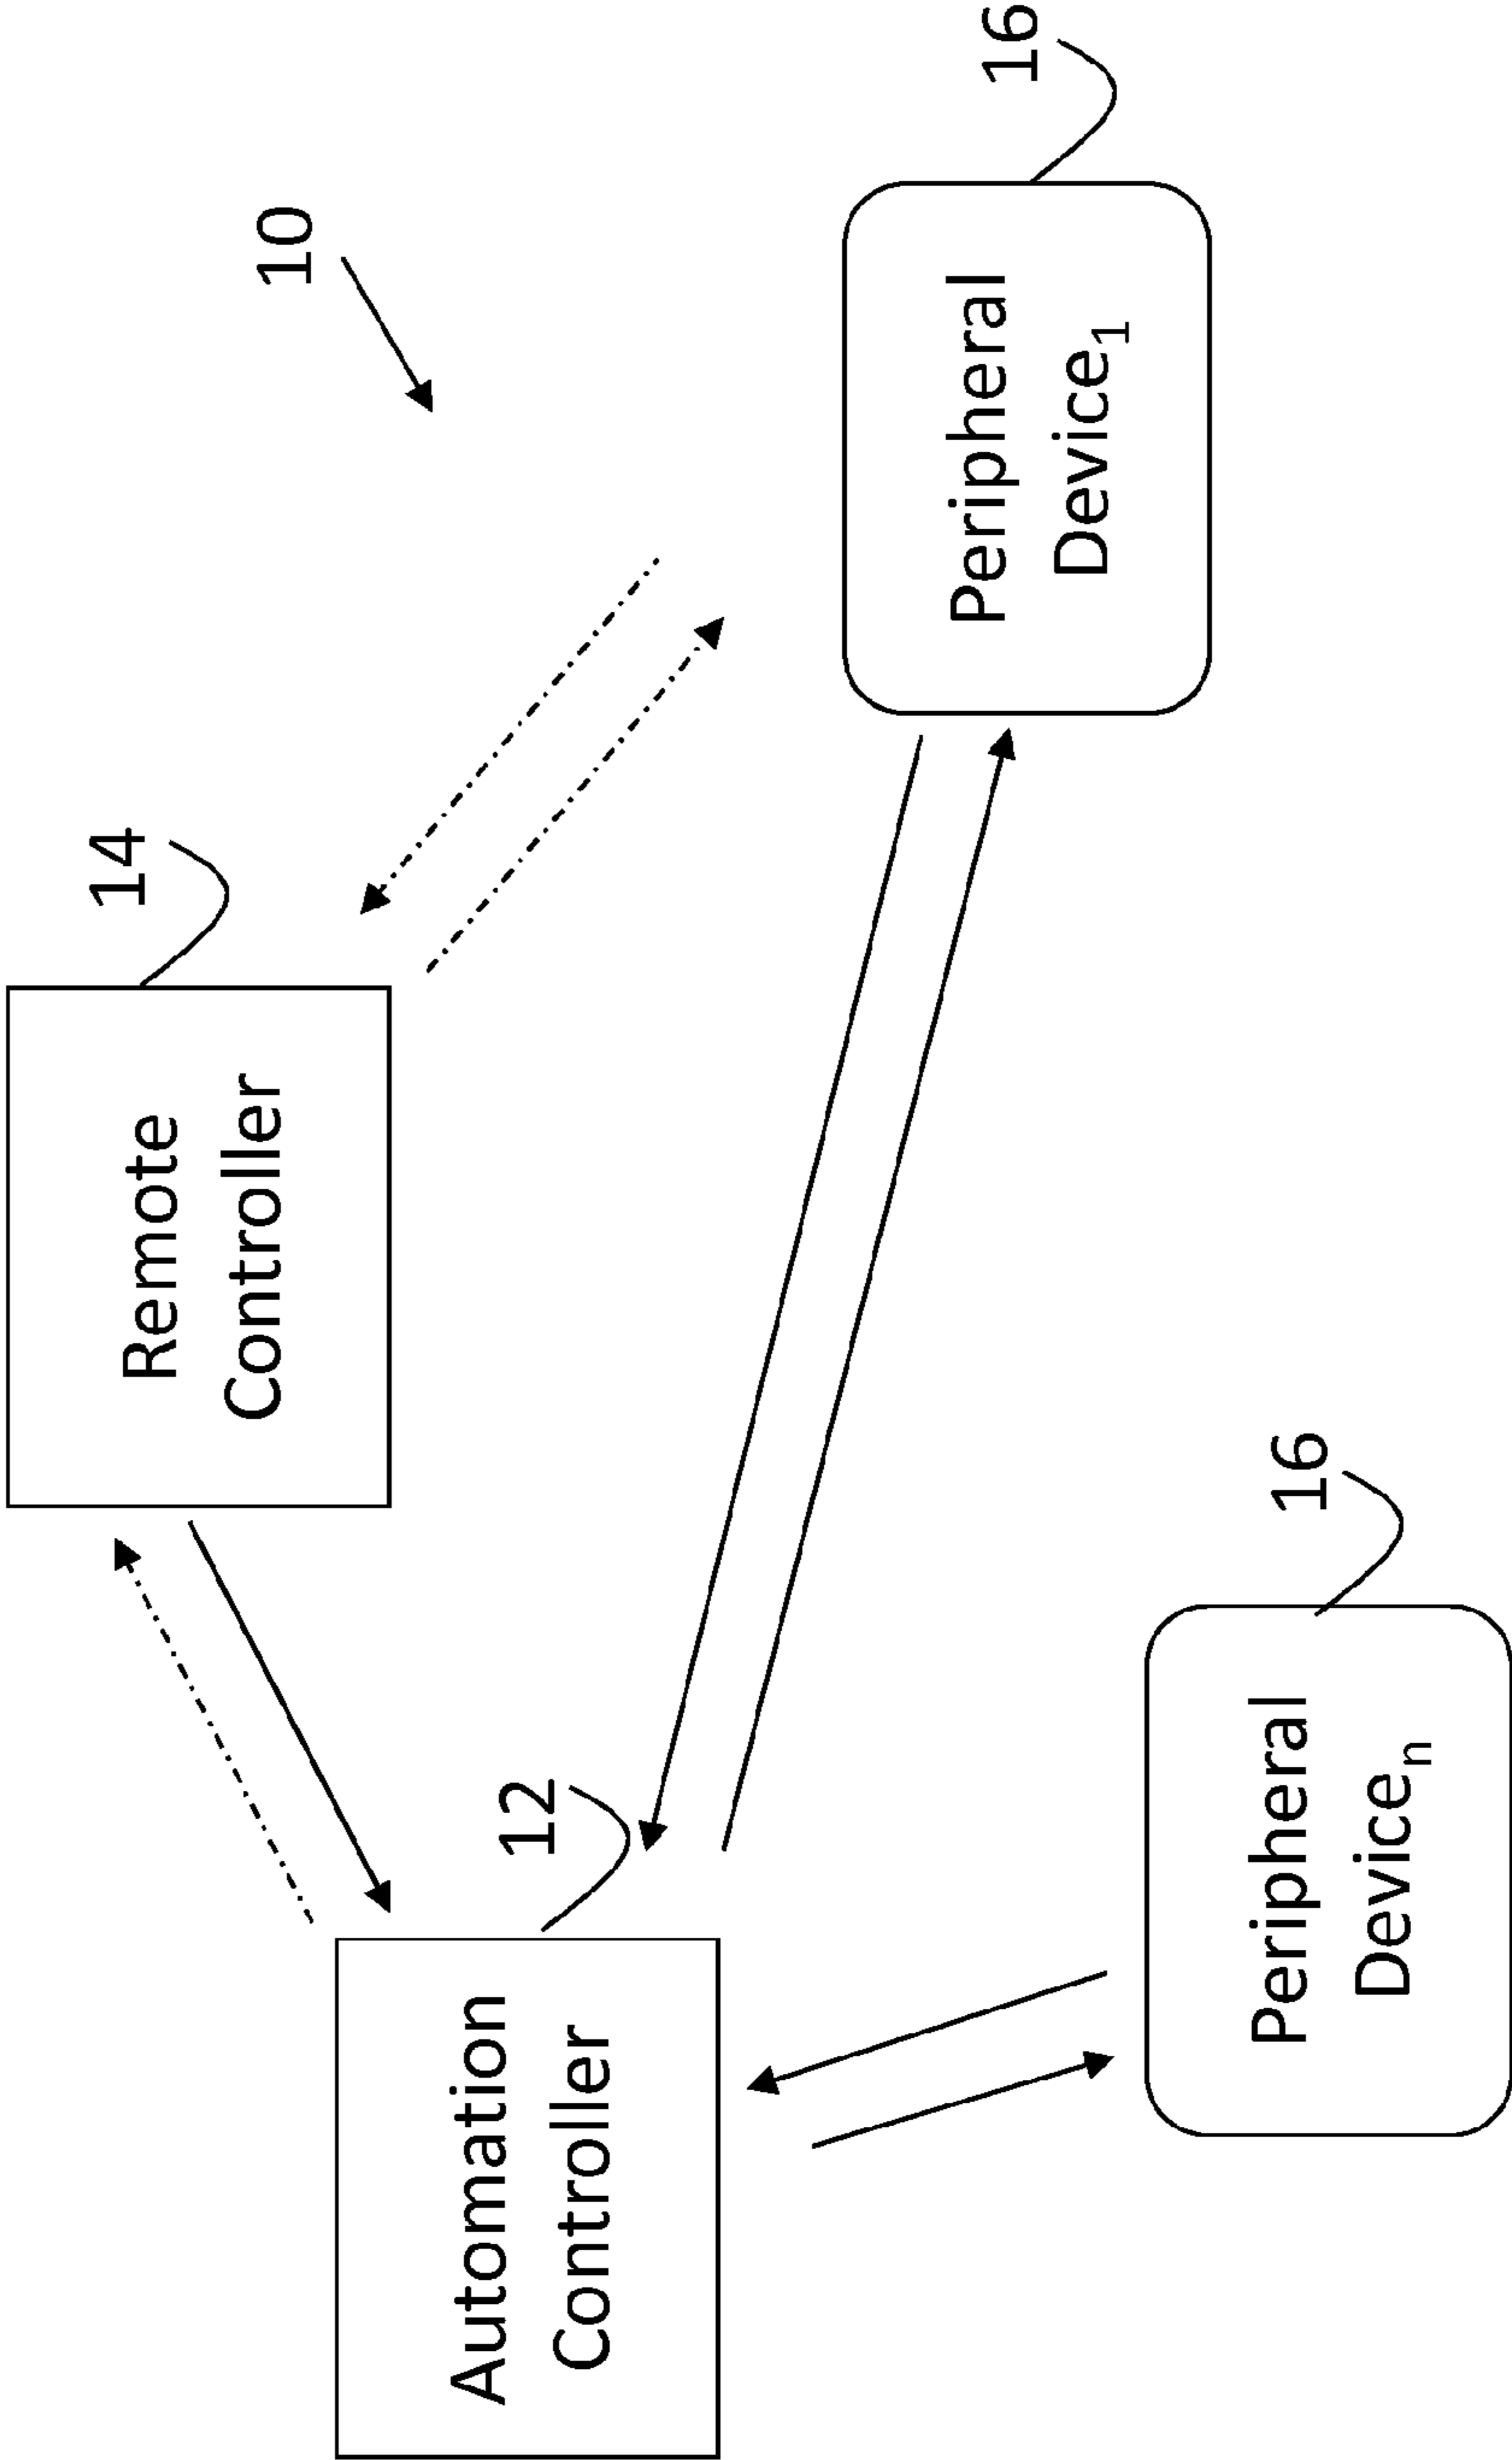 14
Remote
Controller
10
12
Automation
Controller
16
Peripheral
Device₁
16
Peripheral
Deviceₙ